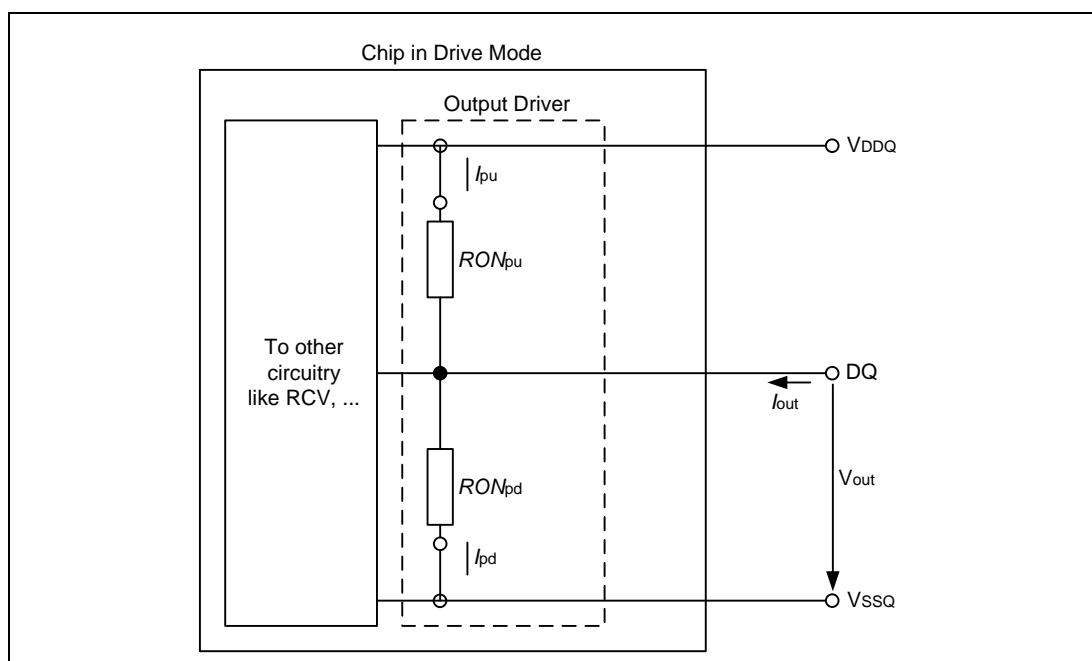 Chip in Drive Mode
Output Driver
VDDQ
Ipu
RONpu
To other
circuitry
like RCV, ...
DQ
Iout
RONpd
Vout
Ipd
VSSQ